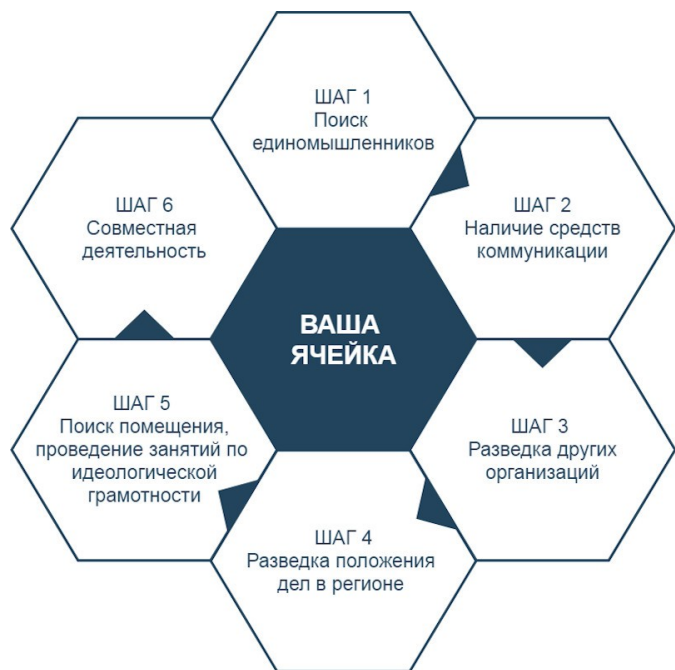 ШАГ 1
Поиск
единомышленников
ШАГ 2
Наличие средств
коммуникации
ШАГ 3
Разведка других
организаций
ШАГ 4
Разведка положения
дел в регионе
ШАГ 5
Поиск помещения,
проведение занятий по
идеологической
грамотности
ШАГ 6
Совместная
деятельность
ВАША
ЯЧЕЙКА